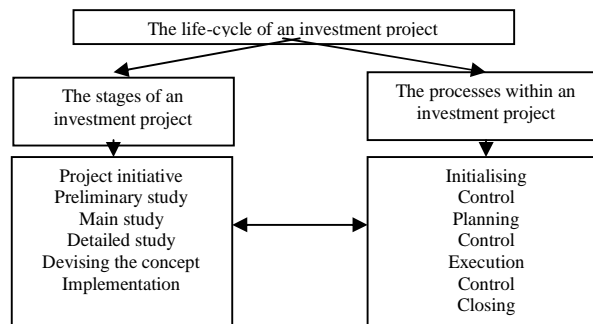 The life-cycle of an investment project
The stages of an
investment project
The processes within an
investment project
Project initiative
Preliminary study
Main study
Detailed study
Devising the concept
Implementation
Initialising
Control
Planning
Control
Execution
Control
Closing